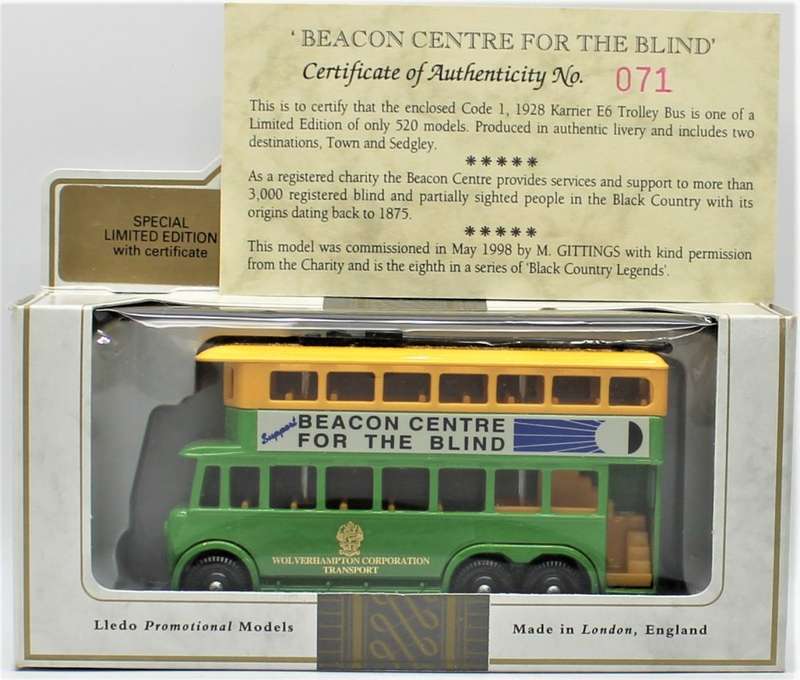 'BEACON CENTRE FOR THE BLIND'
Certificate of Authenticity No. 071
This is to certify that the enclosed Code 1, 1928 Karrier E6 Trolley Bus is one of a
Limited Edition of only 520 models. Produced in authentic livery and includes two
destinations, Town and Sedgley.
*****
As a registered charity the Beacon Centre provides services and support to more than
3,000 registered blind and partially sighted people in the Black Country with its
origins dating back to 1875.
*****
This model was commissioned in May 1998 by M. GITTINGS with kind permission
from the Charity and is the eighth in a series of 'Black Country Legends'.
SPECIAL
LIMITED EDITION
with certificate
Support BEACON CENTRE
FOR THE BLIND
WOLVERHAMPTON CORPORATION
TRANSPORT
Lledo Promotional Models
Made in London, England